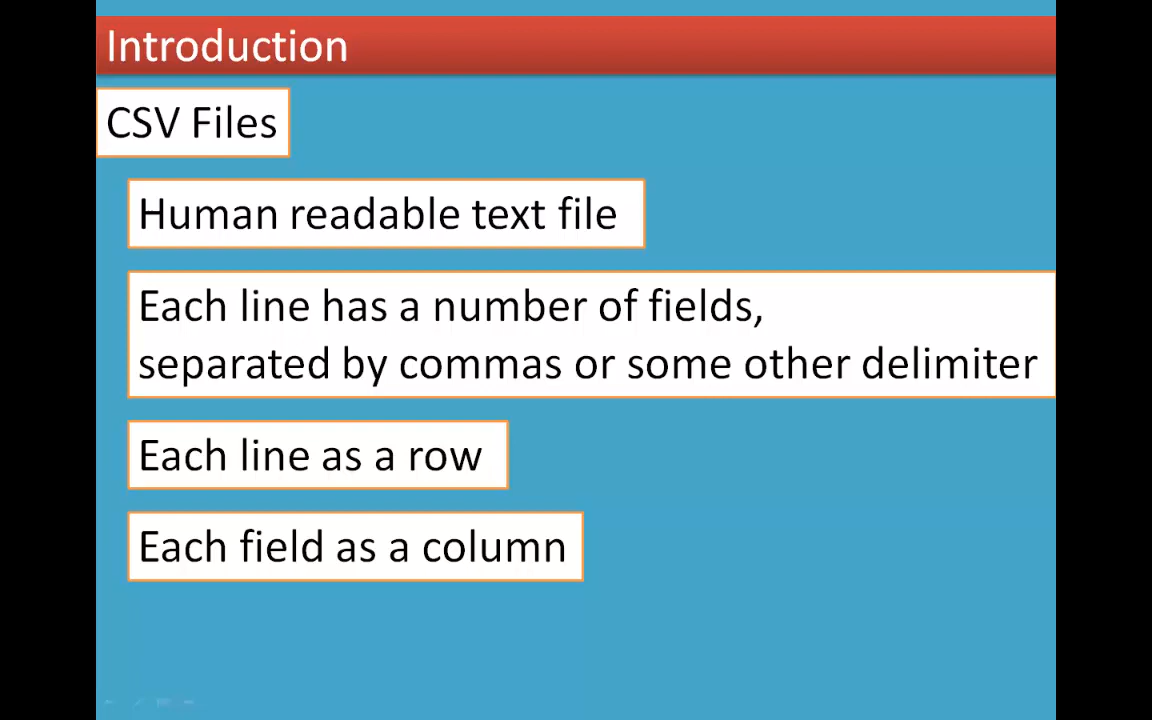 Introduction
CSV Files
Human readable text file
Each line has a number of fields,
separated by commas or some other delimiter
Each line as a row
Each field as a column